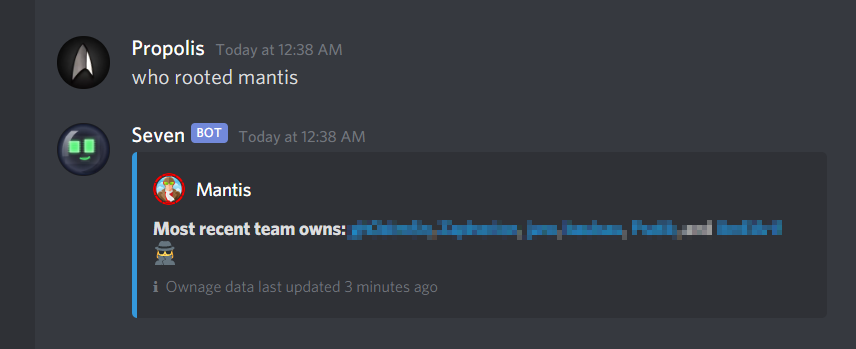 Propolis Today at 12:38 AM
who rooted mantis
Seven BOT Today at 12:38 AM
Mantis
Most recent team owns: and
Ownage data last updated 3 minutes ago